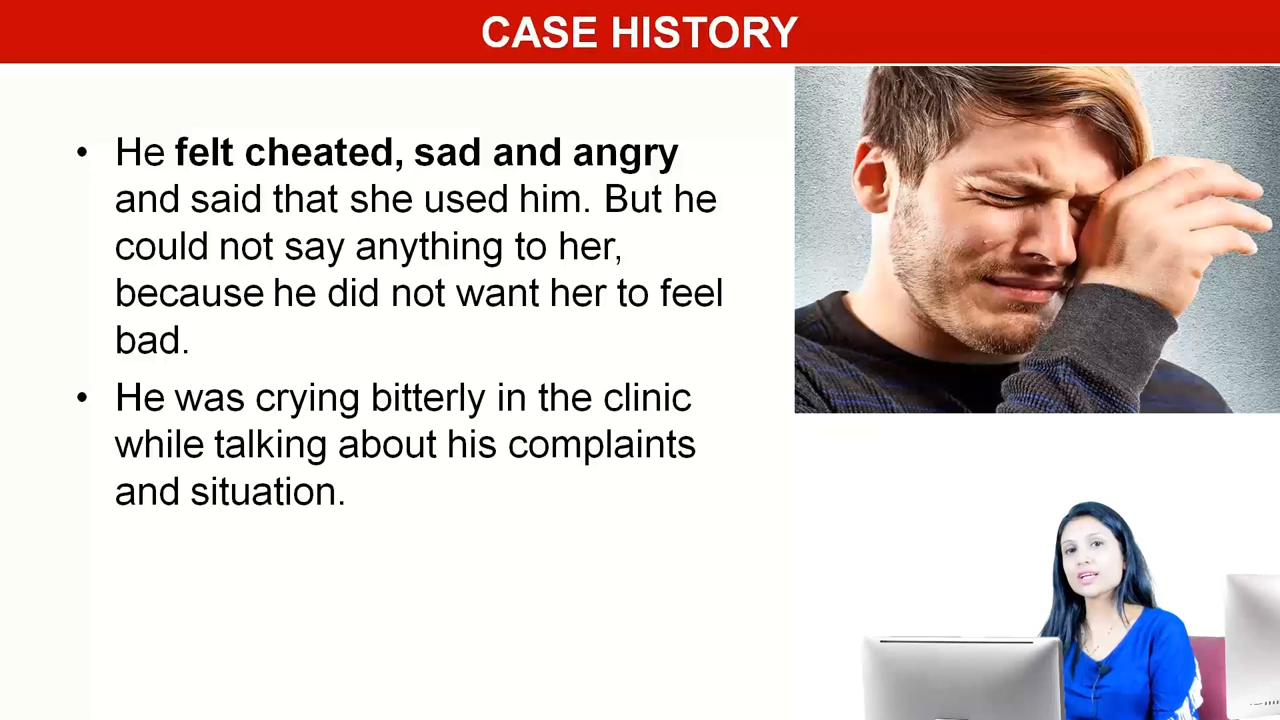 CASE HISTORY
• He felt cheated, sad and angry
and said that she used him. But he
could not say anything to her,
because he did not want her to feel
bad.
• He was crying bitterly in the clinic
while talking about his complaints
and situation.